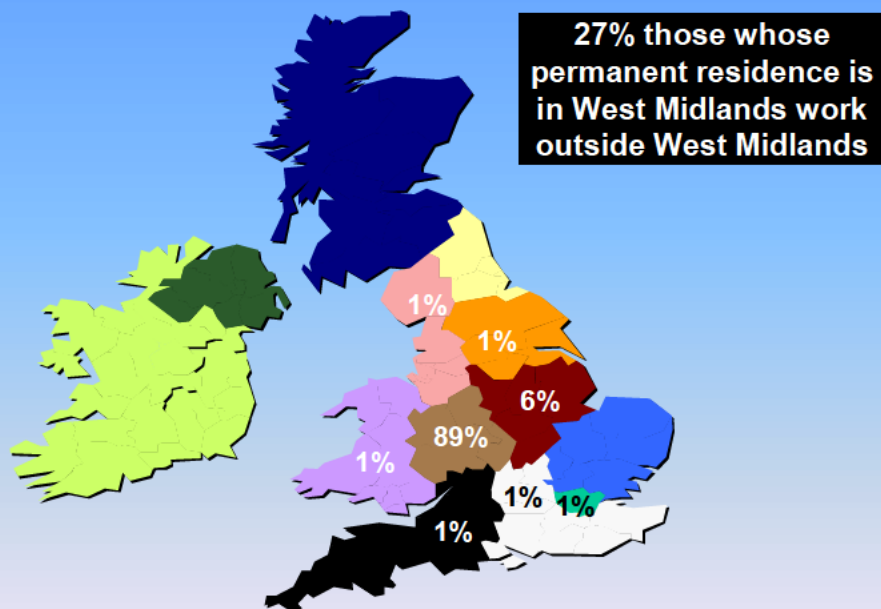 27% those whose
permanent residence is
in West Midlands work
outside West Midlands
1%
1%
6%
89%
1%
1%
1%
1%